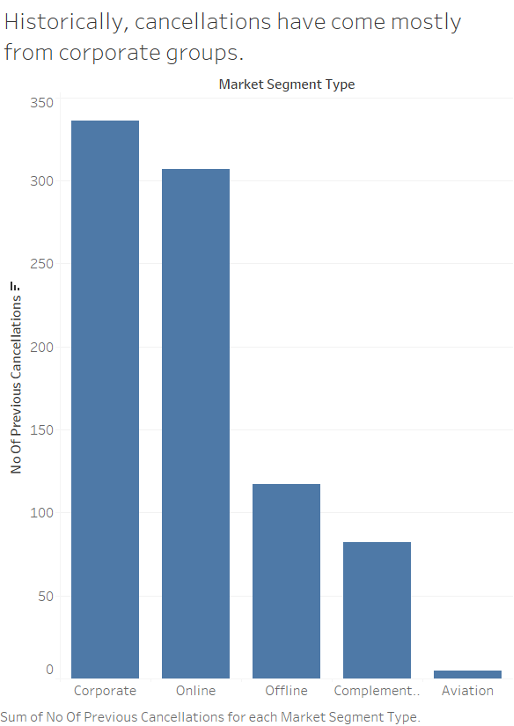 Historically, cancellations have come mostly
from corporate groups.
Market Segment Type
No Of Previous Cancellations
350
300
250
200
150
100
50
0
Corporate
Online
Offline
Complement..
Aviation
Sum of No Of Previous Cancellations for each Market Segment Type.